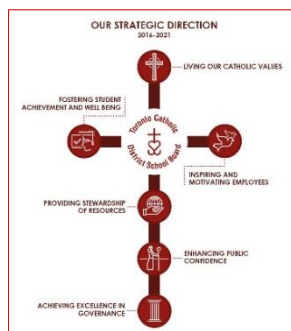 OUR STRATEGIC DIRECTION
2016-2021
LIVING OUR CATHOLIC VALUES
FOSTERING STUDENT
ACHIEVEMENT AND WELL BEING
Toronto Catholic
District School Board
INSPIRING AND
MOTIVATING EMPLOYEES
PROVIDING STEWARDSHIP
OF RESOURCES
ENHANCING PUBLIC
CONFIDENCE
ACHIEVING EXCELLENCE IN
GOVERNANCE